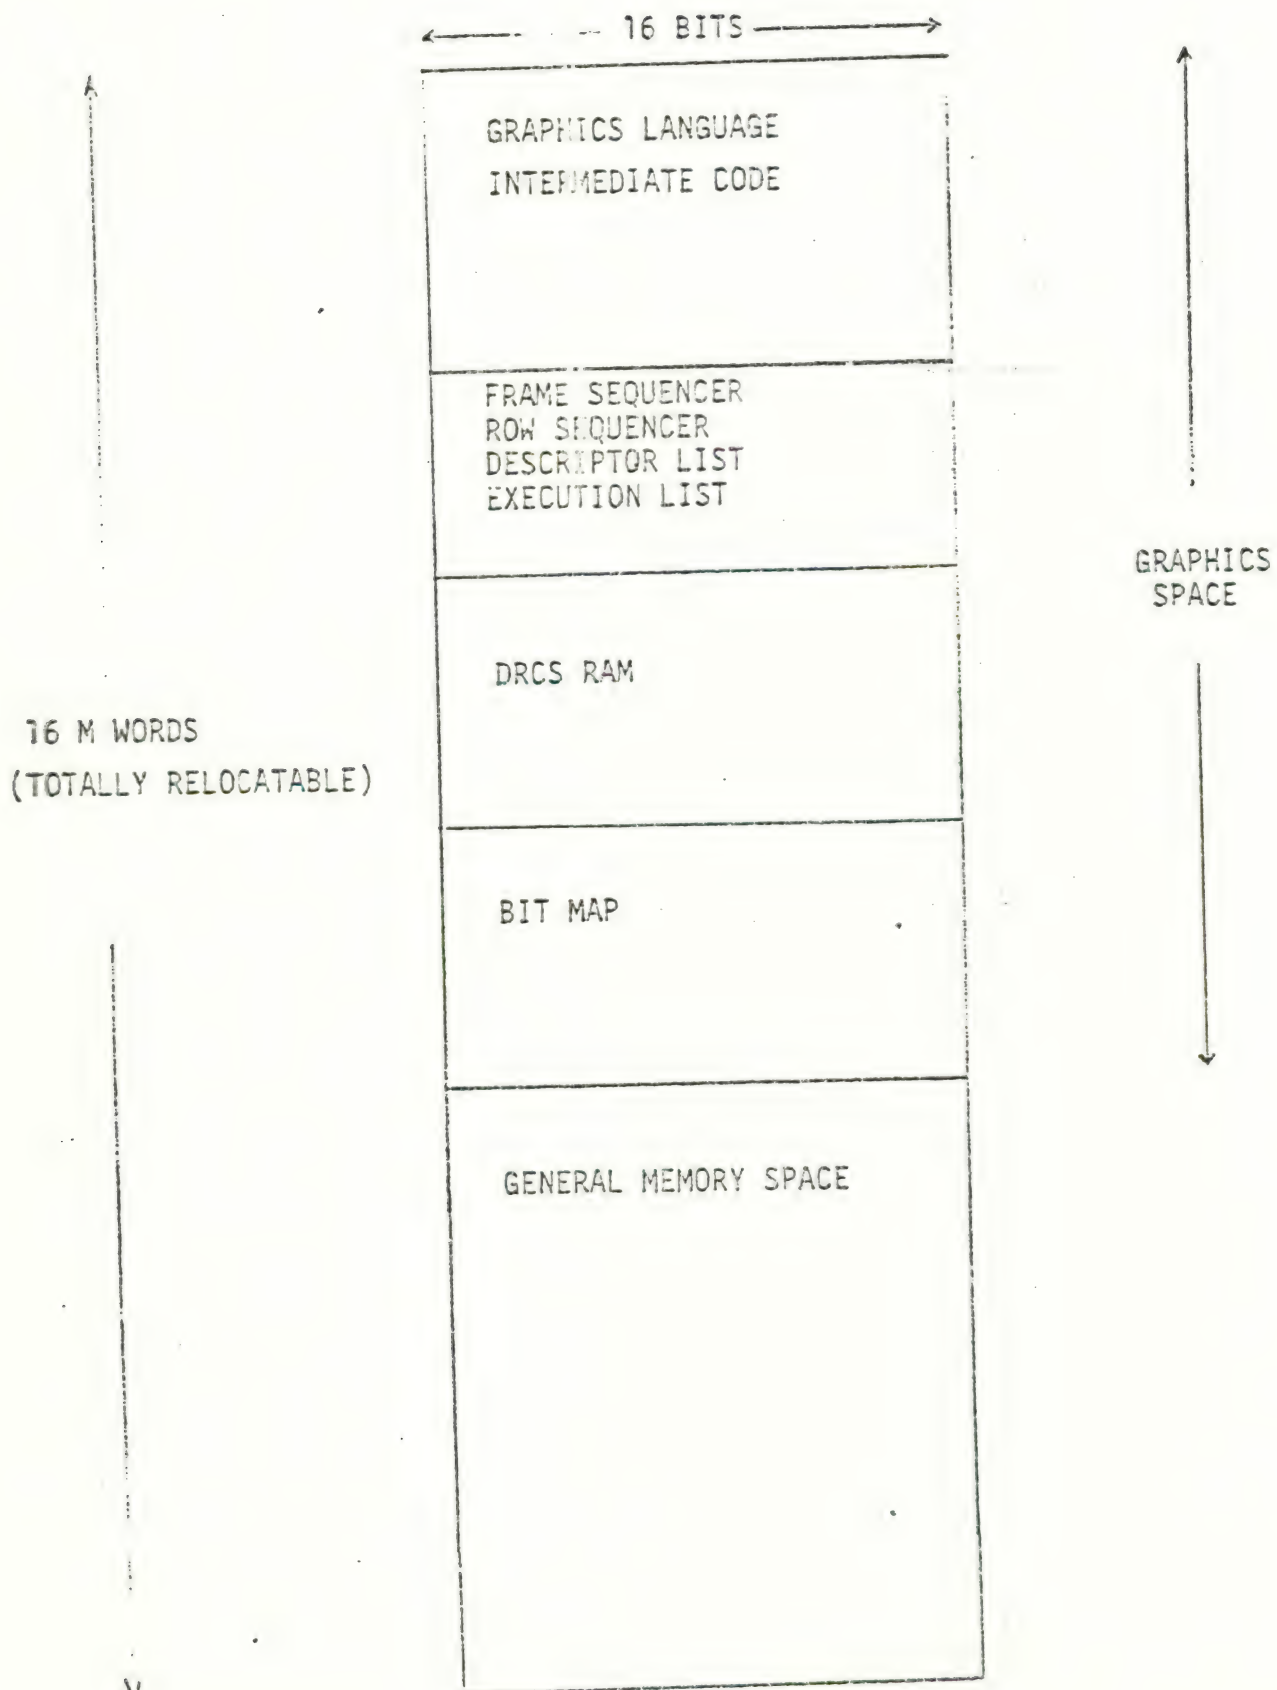 16 BITS
GRAPHICS LANGUAGE
INTERMEDIATE CODE
FRAME SEQUENCER
ROW SEQUENCER
DESCRIPTOR LIST
EXECUTION LIST
GRAPHICS
SPACE
DRCS RAM
16 M WORDS
(TOTALLY RELOCATABLE)
BIT MAP
GENERAL MEMORY SPACE